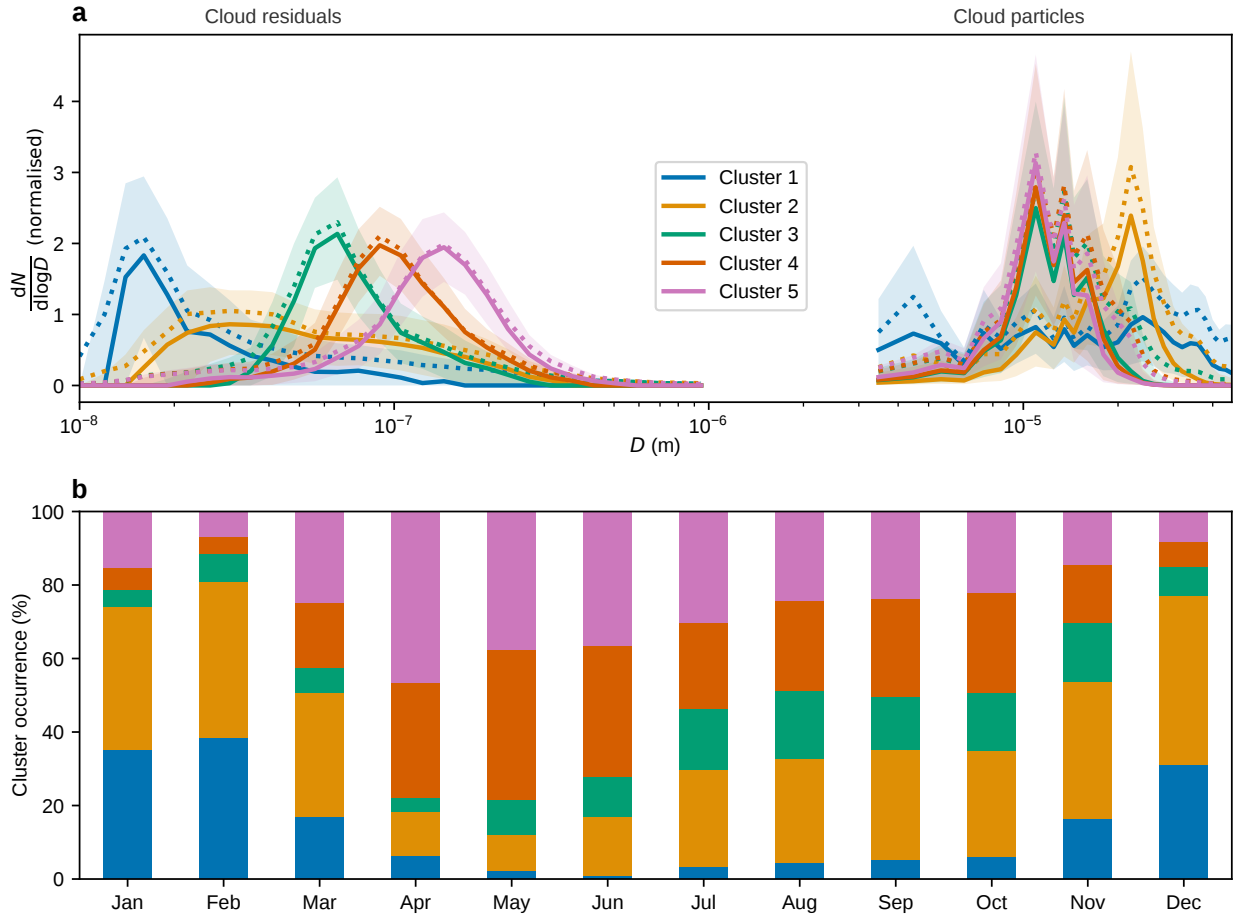 a
Cloud residuals
Cloud particles
dN
dlogD
(normalised)
4
3
2
1
0
Cluster 1
Cluster 2
Cluster 3
Cluster 4
Cluster 5
10⁻⁸
10⁻⁷
10⁻⁶
10⁻⁵
D (m)
b
Cluster occurrence (%)
100
80
60
40
20
0
Jan
Feb
Mar
Apr
May
Jun
Jul
Aug
Sep
Oct
Nov
Dec